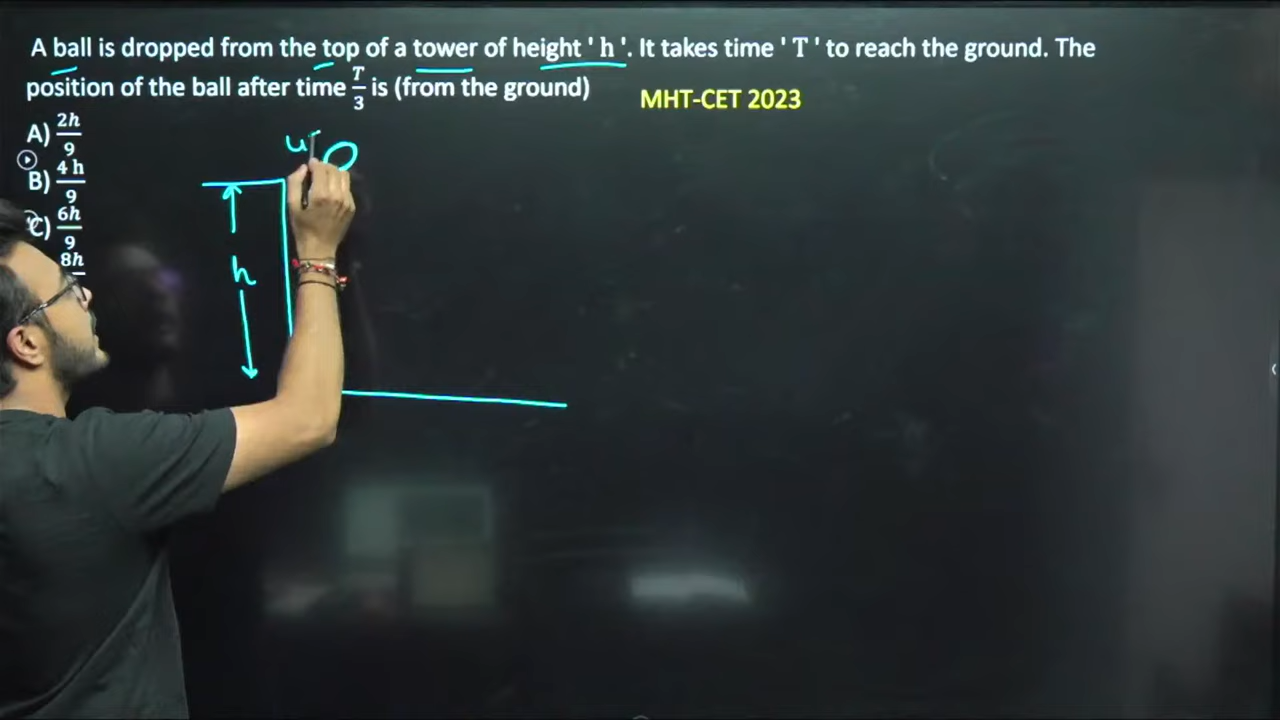 A ball is dropped from the top of a tower of height ' h '. It takes time ' T ' to reach the ground. The
position of the ball after time T/3 is (from the ground)
MHT-CET 2023
A) 2h/9
B) 4 h/9
C) 6h/9
8h
u
h